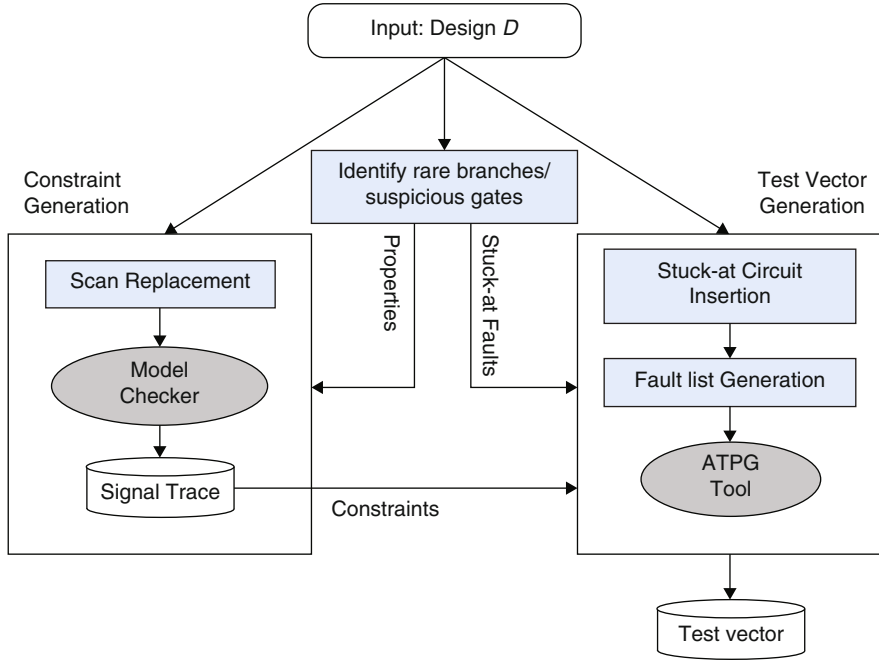 Input: Design D
Identify rare branches/
suspicious gates
Constraint
Generation
Test Vector
Generation
Properties
Stuck-at Faults
Scan Replacement
Model
Checker
Signal Trace
Constraints
Stuck-at Circuit
Insertion
Fault list Generation
ATPG
Tool
Test vector